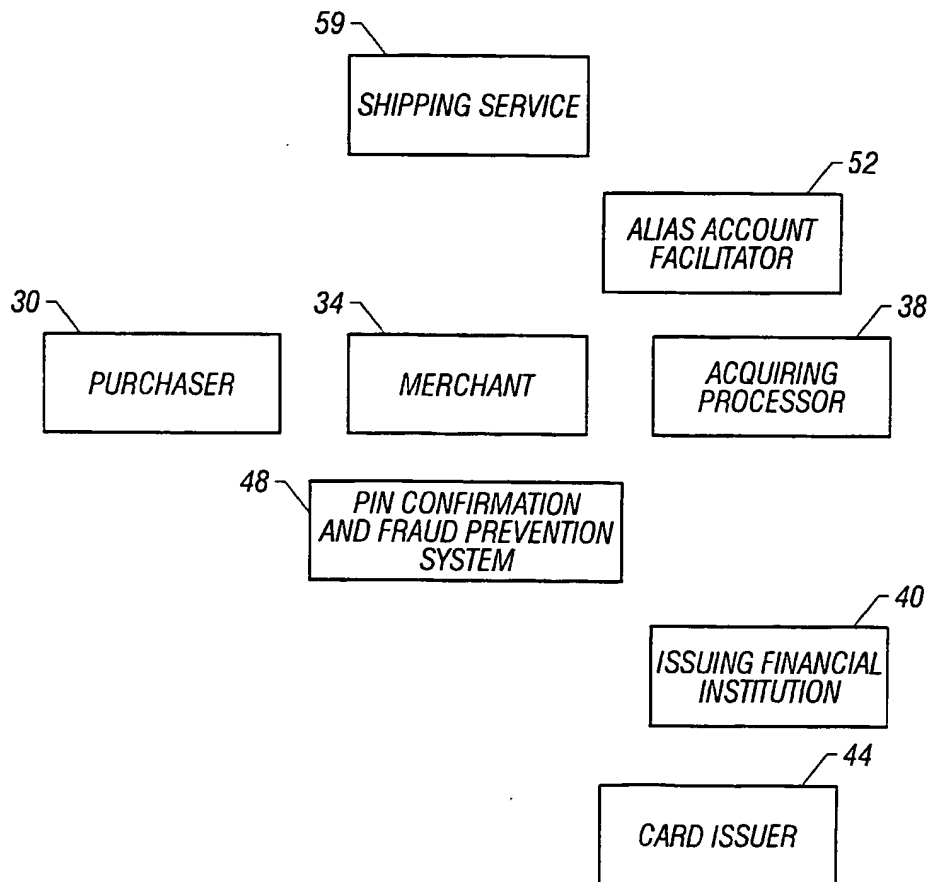 59
SHIPPING SERVICE
52
ALIAS ACCOUNT
FACILITATOR
30
34
38
PURCHASER
MERCHANT
ACQUIRING
PROCESSOR
48
PIN CONFIRMATION
AND FRAUD PREVENTION
SYSTEM
40
ISSUING FINANCIAL
INSTITUTION
44
CARD ISSUER